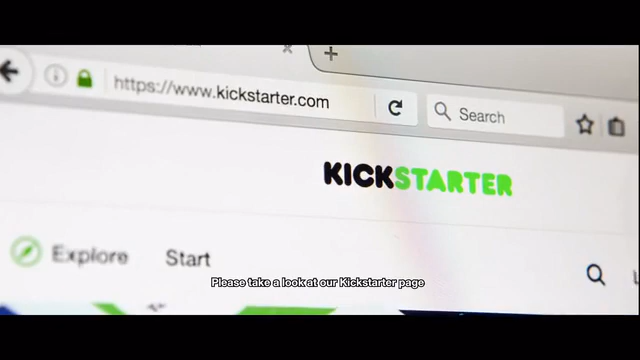 https://www.kickstarter.com
Search
KICKSTARTER
Explore
Start
Please take a look at our Kickstarter page